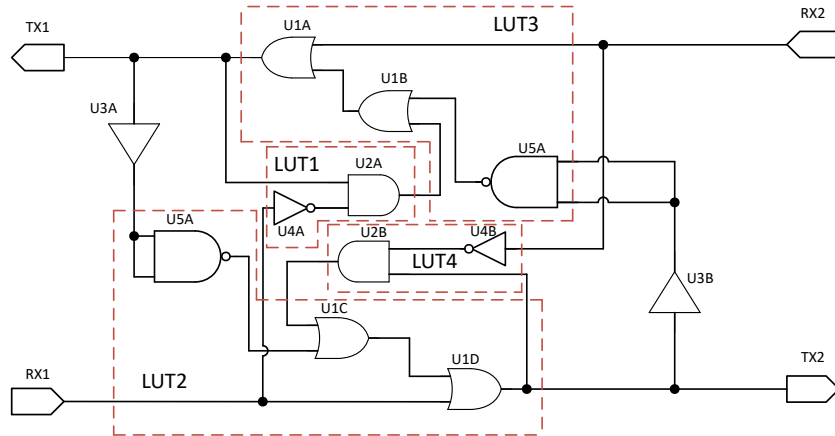 TX1
U1A
LUT3
RX2
U1B
U3A
U5A
LUT1
U2A
U5A
U4A
U2B
U4B
LUT4
U3B
U1C
U1D
TX2
RX1
LUT2